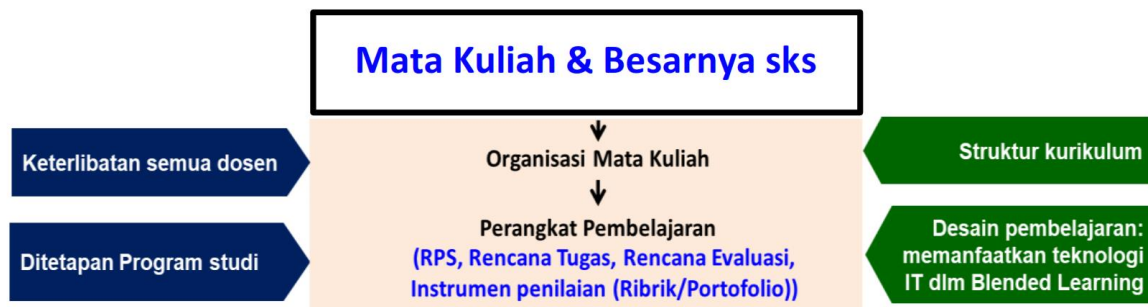 Mata Kuliah & Besarnya sks
Keterlibatan semua dosen
Organisasi Mata Kuliah
Struktur kurikulum
Ditetapan Program studi
Perangkat Pembelajaran
(RPS, Rencana Tugas, Rencana Evaluasi,
Instrumen penilaian (Ribrik/Portofolio))
Desain pembelajaran:
memanfaatkan teknologi
IT dlm Blended Learning